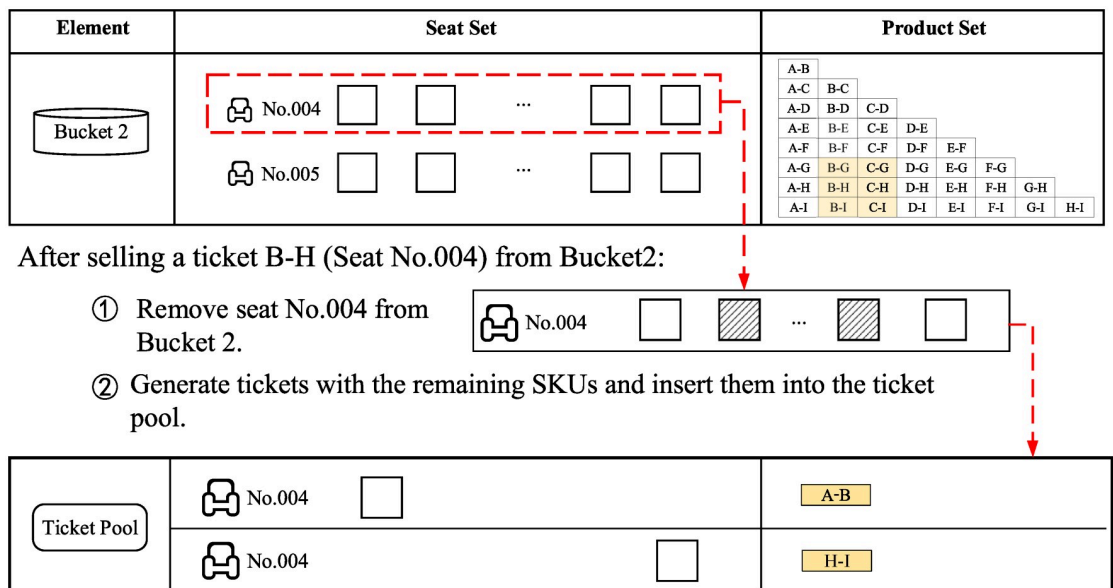 Element Seat Set Product Set
Bucket 2
No.004 ...
No.005 ...
A-B
A-C B-C
A-D B-D C-D
A-E B-E C-E D-E
A-F B-F C-F D-F E-F
A-G B-G C-G D-G E-G F-G
A-H B-H C-H D-H E-H F-H G-H
A-I B-I C-I D-I E-I F-I G-I H-I
After selling a ticket B-H (Seat No.004) from Bucket2:
① Remove seat No.004 from
Bucket 2.
No.004 ...
② Generate tickets with the remaining SKUs and insert them into the ticket
pool.
Ticket Pool
No.004 A-B
No.004 H-I